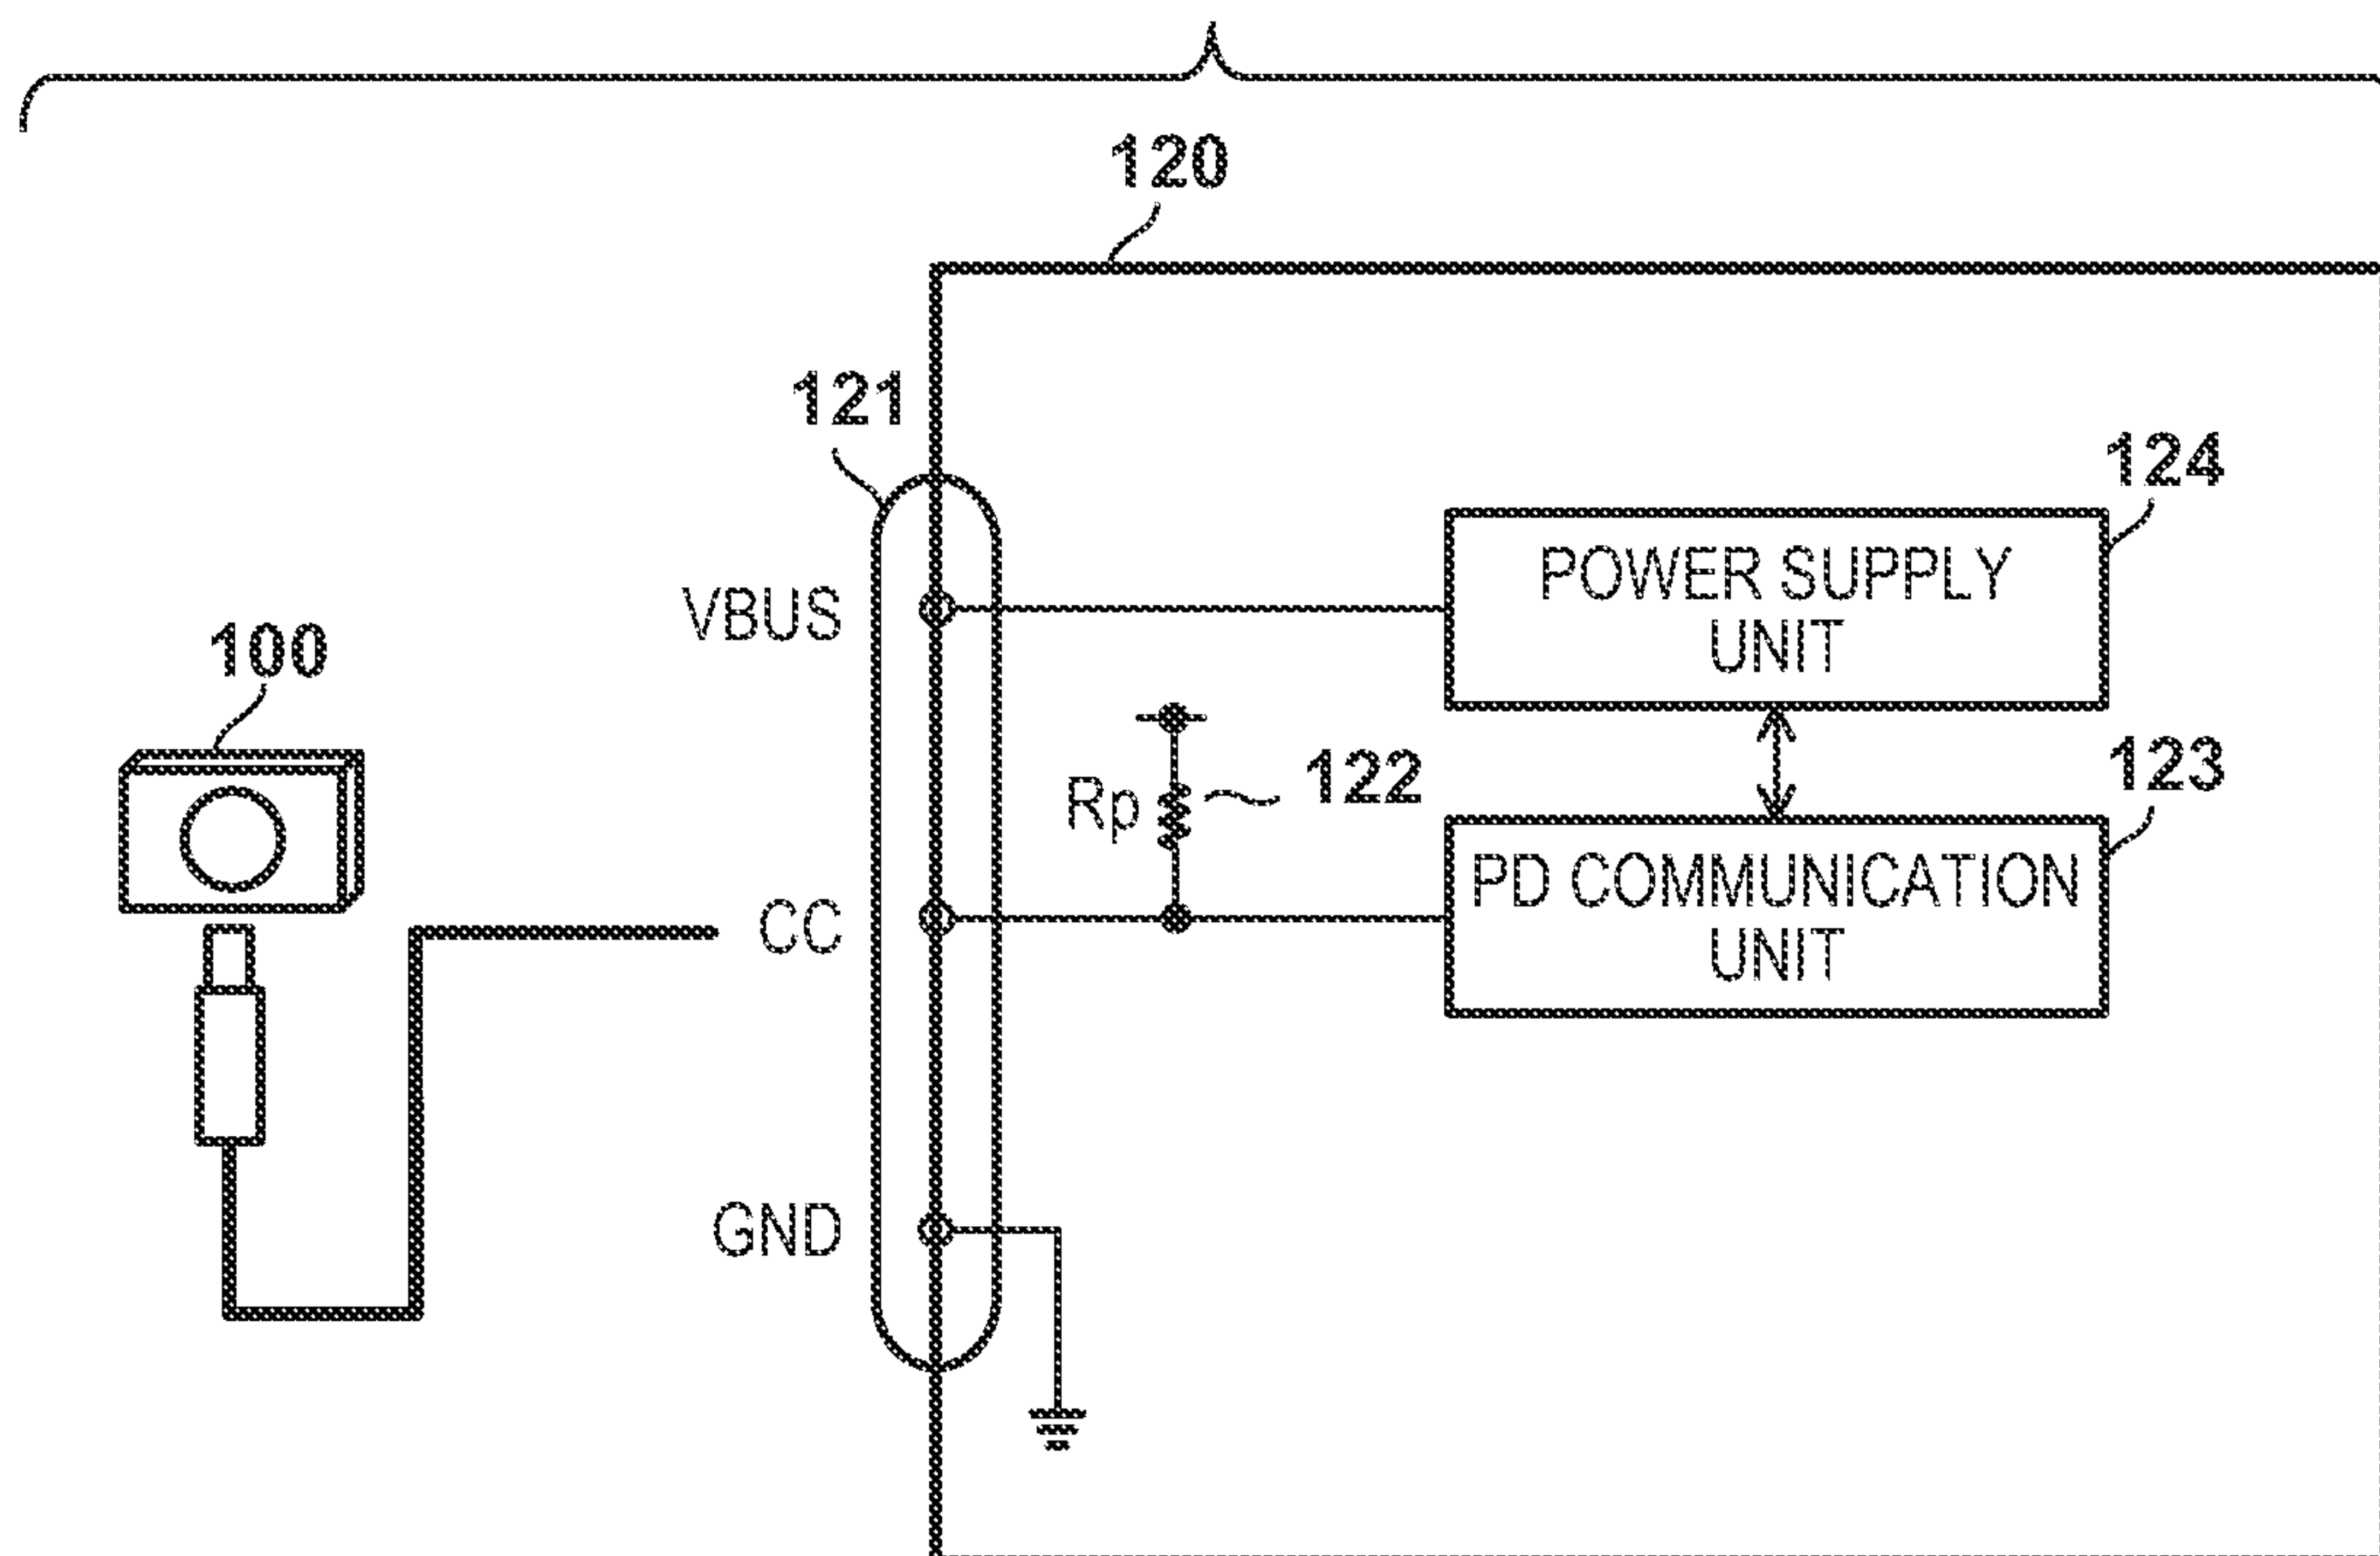 120
121
124
VBUS
POWER SUPPLY
UNIT
100
122
Rp
123
CC
PD COMMUNICATION
UNIT
GND